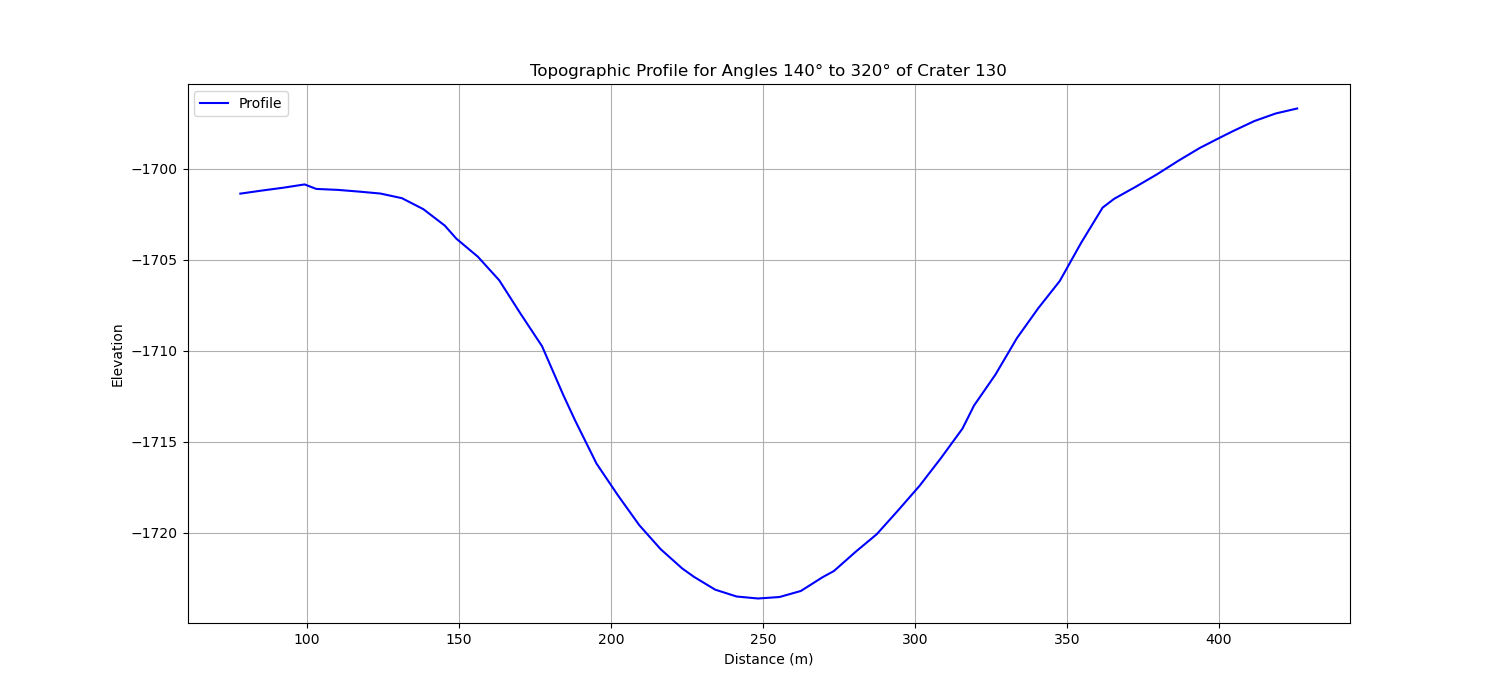 Topographic Profile for Angles 140° to 320° of Crater 130
Profile
−1700
−1705
−1710
−1715
−1720
Elevation
100 150 200 250 300 350 400
Distance (m)